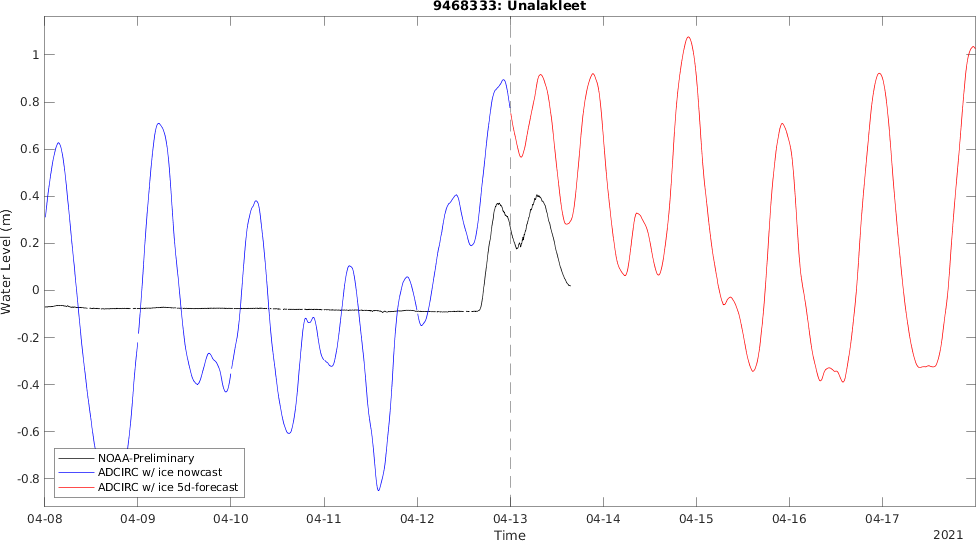 9468333: Unalakleet
Water Level (m)
1
0.8
0.6
0.4
0.2
0
-0.2
-0.4
-0.6
-0.8
NOAA-Preliminary
ADCIRC w/ ice nowcast
ADCIRC w/ ice 5d-forecast
04-08 04-09 04-10 04-11 04-12 04-13 04-14 04-15 04-16 04-17
Time
2021